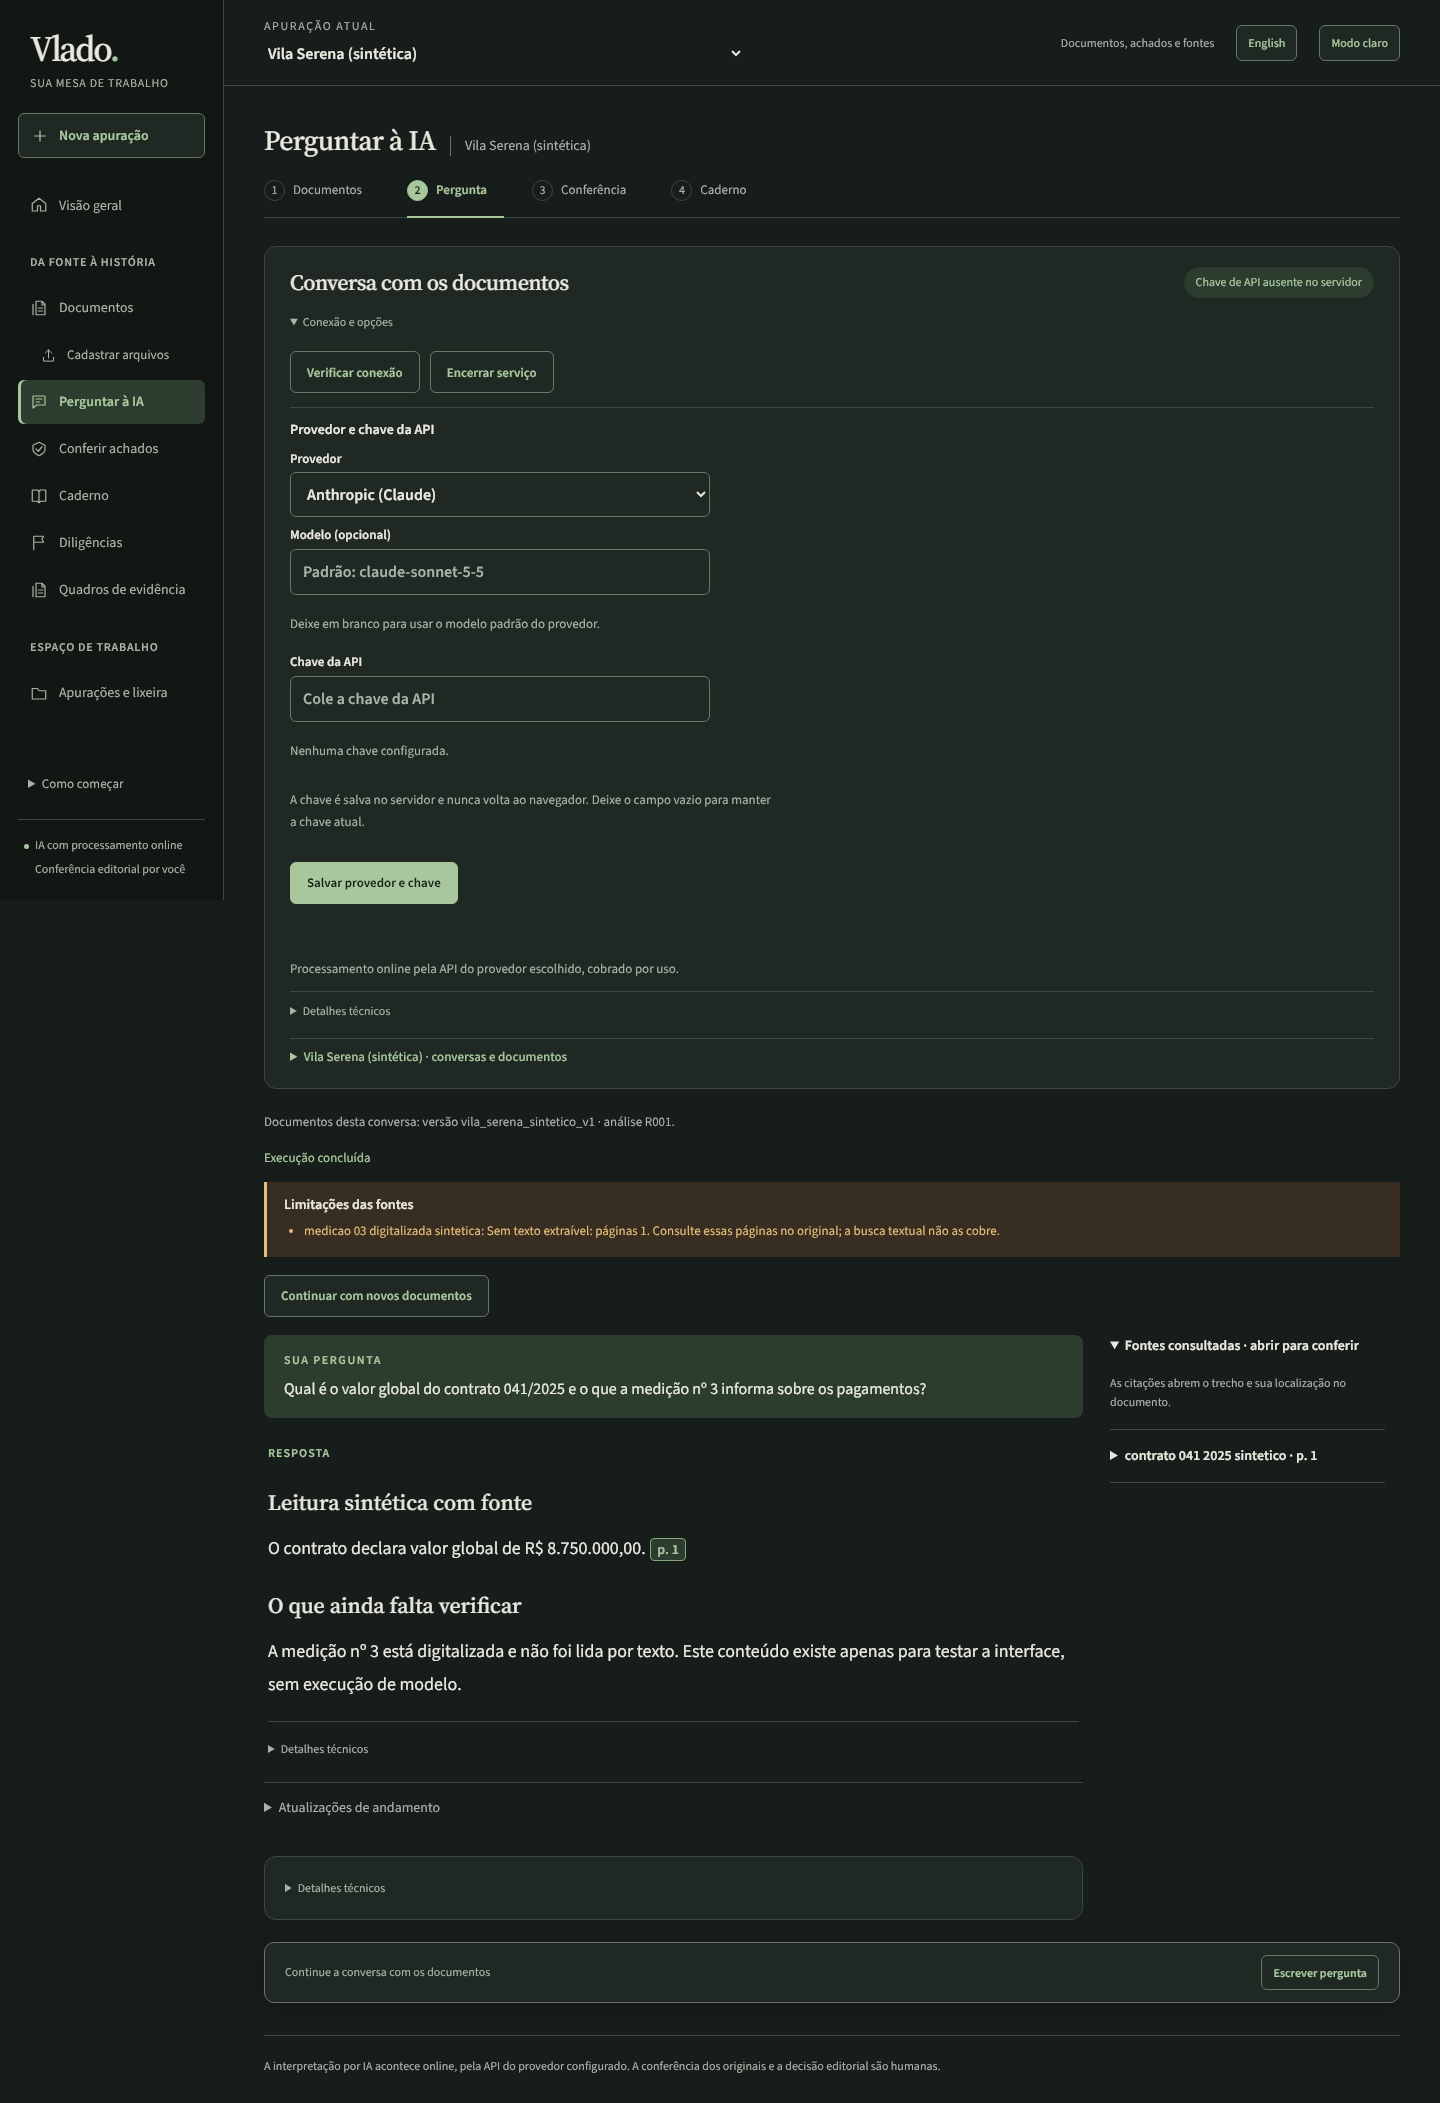 Vlado.
SUA MESA DE TRABALHO
Nova apuração
Visão geral
DA FONTE À HISTÓRIA
Documentos
Cadastrar arquivos
Perguntar à IA
Conferir achados
Caderno
Diligências
Quadros de evidência
ESPAÇO DE TRABALHO
Apurações e lixeira
Como começar
IA com processamento online
Conferência editorial por você
APURAÇÃO ATUAL
Vila Serena (sintética)
Documentos, achados e fontes
English
Modo claro
Perguntar à IA
Vila Serena (sintética)
1 Documentos
2 Pergunta
3 Conferência
4 Caderno
Conversa com os documentos
Chave de API ausente no servidor
Conexão e opções
Verificar conexão
Encerrar serviço
Provedor e chave da API
Provedor
Anthropic (Claude)
Modelo (opcional)
Padrão: claude-sonnet-5-5
Deixe em branco para usar o modelo padrão do provedor.
Chave da API
Cole a chave da API
Nenhuma chave configurada.
A chave é salva no servidor e nunca volta ao navegador. Deixe o campo vazio para manter
a chave atual.
Salvar provedor e chave
Processamento online pela API do provedor escolhido, cobrado por uso.
Detalhes técnicos
Vila Serena (sintética) · conversas e documentos
Documentos desta conversa: versão vila_serena_sintetico_v1 · análise R001.
Execução concluída
Limitações das fontes
• medicao 03 digitalizada sintetica: Sem texto extraível: páginas 1. Consulte essas páginas no original; a busca textual não as cobre.
Continuar com novos documentos
SUA PERGUNTA
Qual é o valor global do contrato 041/2025 e o que a medição nº 3 informa sobre os pagamentos?
RESPOSTA
Leitura sintética com fonte
O contrato declara valor global de R$ 8.750.000,00. p. 1
O que ainda falta verificar
A medição nº 3 está digitalizada e não foi lida por texto. Este conteúdo existe apenas para testar a interface,
sem execução de modelo.
Detalhes técnicos
Atualizações de andamento
Detalhes técnicos
Fontes consultadas · abrir para conferir
As citações abrem o trecho e sua localização no
documento.
contrato 041 2025 sintetico · p. 1
Continue a conversa com os documentos
Escrever pergunta
A interpretação por IA acontece online, pela API do provedor configurado. A conferência dos originais e a decisão editorial são humanas.